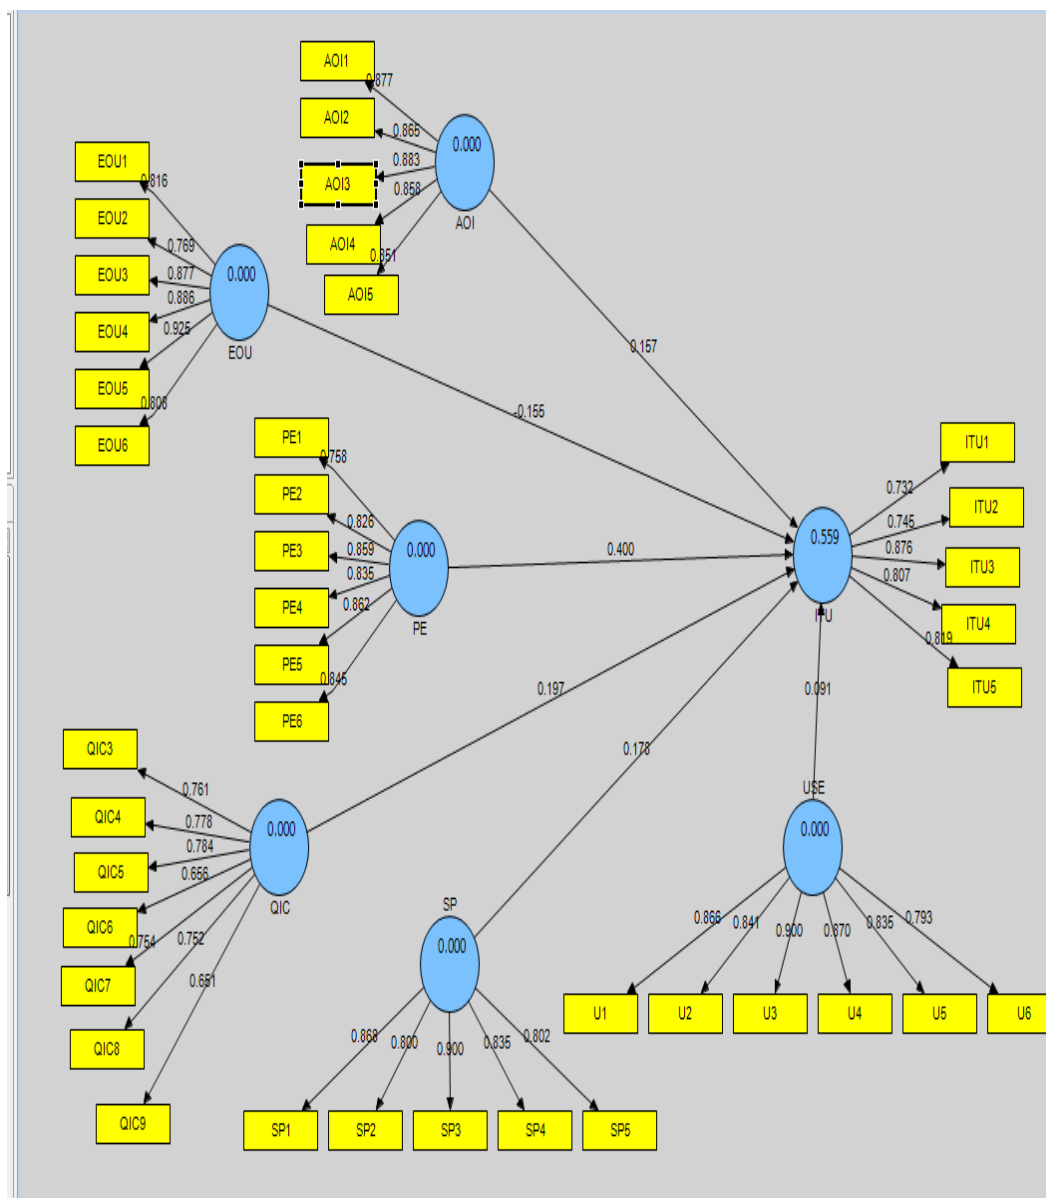 AOI1
AOI2
AOI3
AOI4
AOI5
0.877
0.865
0.883
0.858
0.851
0.000
AOI
EOU1
EOU2
EOU3
EOU4
EOU5
EOU6
0.816
0.769
0.877
0.886
0.925
0.808
0.000
EOU
0.157
-0.155
PE1
PE2
PE3
PE4
PE5
PE6
0.758
0.826
0.859
0.835
0.862
0.845
0.000
PE
0.400
0.559
ITU
0.732
0.745
0.876
0.807
0.819
ITU1
ITU2
ITU3
ITU4
ITU5
0.197
0.178
0.091
QIC3
QIC4
QIC5
QIC6
QIC7
QIC8
QIC9
0.761
0.778
0.784
0.656
0.754
0.752
0.651
0.000
QIC
SP
0.000
0.868
0.800
0.900
0.835
0.802
SP1
SP2
SP3
SP4
SP5
USE
0.000
0.866
0.841
0.900
0.870
0.835
0.793
U1
U2
U3
U4
U5
U6